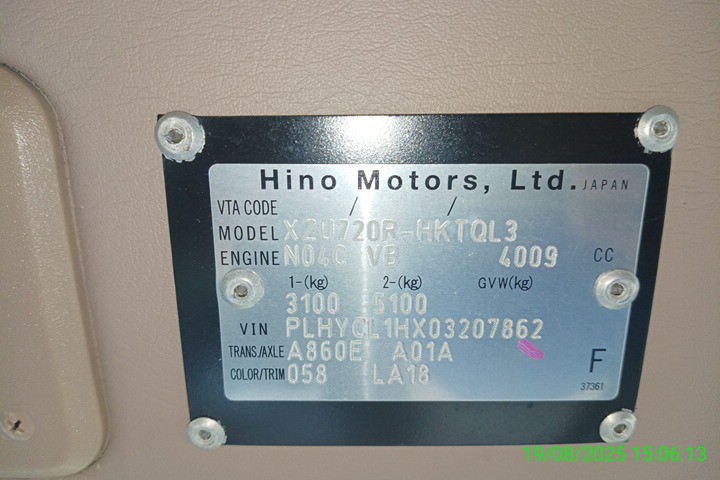 Hino Motors, Ltd. JAPAN
VTA CODE / /
MODEL XZU720R-HKTQL3
ENGINE N04C VB 4009 CC
1-(kg) 2-(kg) GVW(kg)
3100 5100
VIN PLHYCL1HX03207862
TRANS/AXLE A860E A01A
COLOR/TRIM 058 LA18
F
37361
19/08/2025 15:06:13